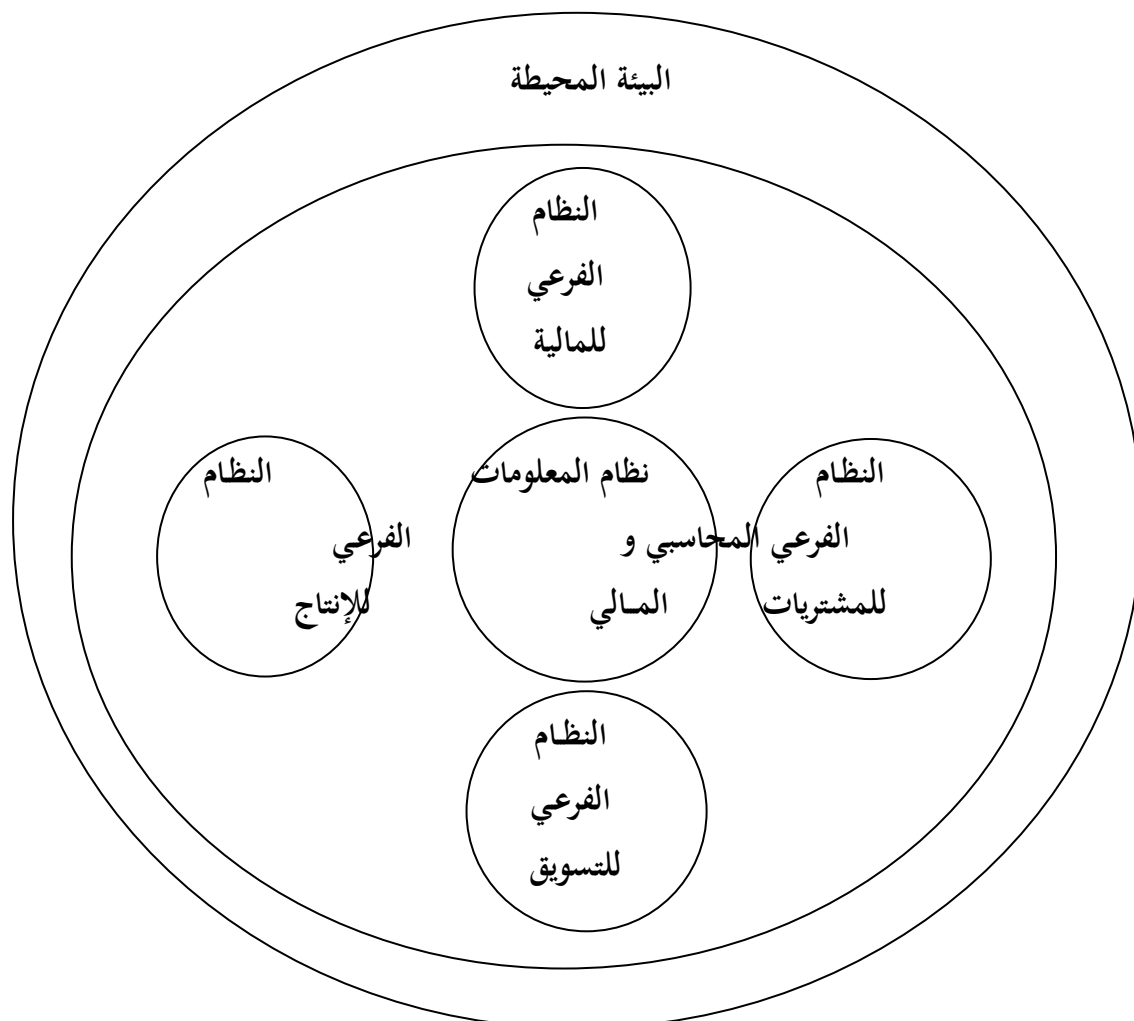 البيئة المحيطة
النظام
الفرعي
للمالية
النظام
الفرعي
للمشتريات
نظام المعلومات
المحاسبي و
المـالي
النظام
الفرعي
للإنتاج
النظام
الفرعي
للتسويق